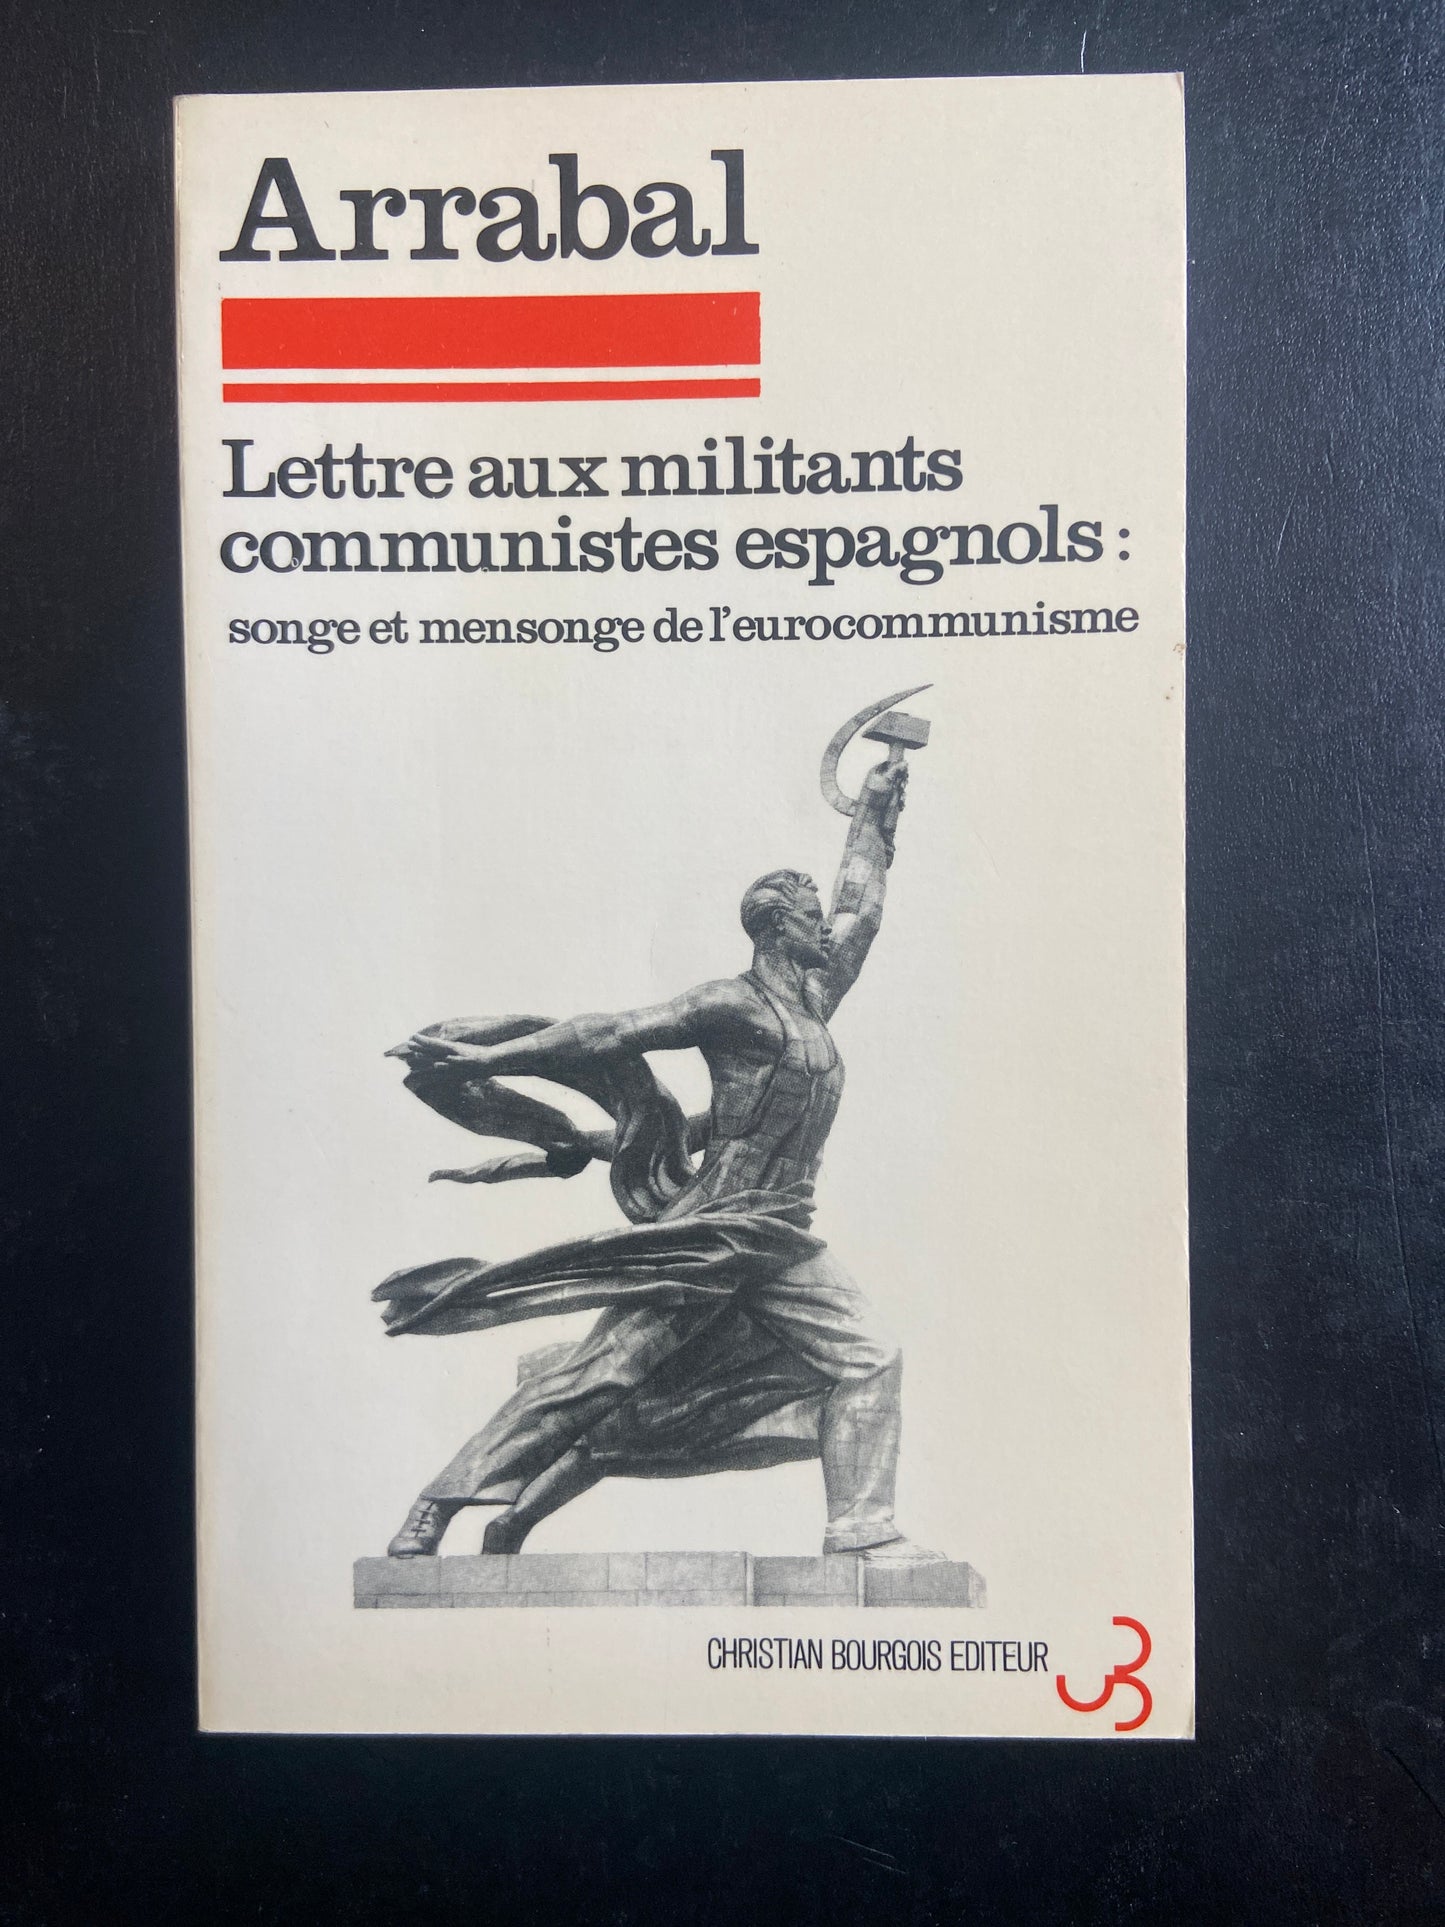 Arrabal
Lettre aux militants
communistes espagnols :
songe et mensonge de l'eurocommunisme
CHRISTIAN BOURGOIS EDITEUR